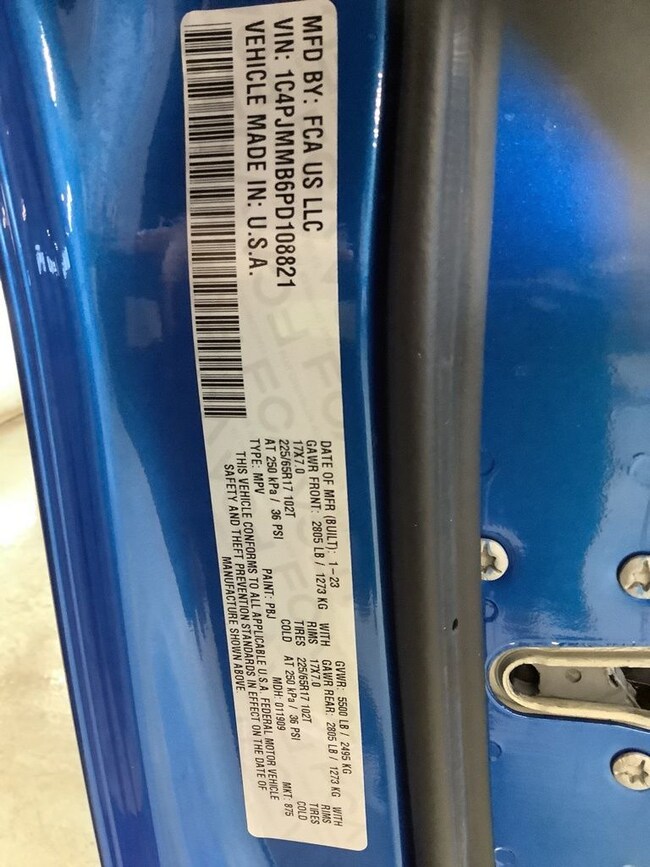 MFD BY: FCA US LLC
VIN: 1C4PJMMB6PD108821
VEHICLE MADE IN: U.S.A.
DATE OF MFR (BUILT): 1-23 GVWR: 5500 LB / 2495 KG
GAWR FRONT: 2805 LB / 1273 KG WITH GAWR REAR: 2805 LB / 1273 KG WITH
17X7.0 RIMS 17X7.0 RIMS
225/65R17 102T TIRES 225/65R17 102T TIRES
AT 250 kPa / 36 PSI COLD AT 250 kPa / 36 PSI COLD
TYPE: MPV PAINT: PBJ MDH: 011909 MKT: 875
THIS VEHICLE CONFORMS TO ALL APPLICABLE U.S.A. FEDERAL MOTOR VEHICLE
SAFETY AND THEFT PREVENTION STANDARDS IN EFFECT ON THE DATE OF
MANUFACTURE SHOWN ABOVE